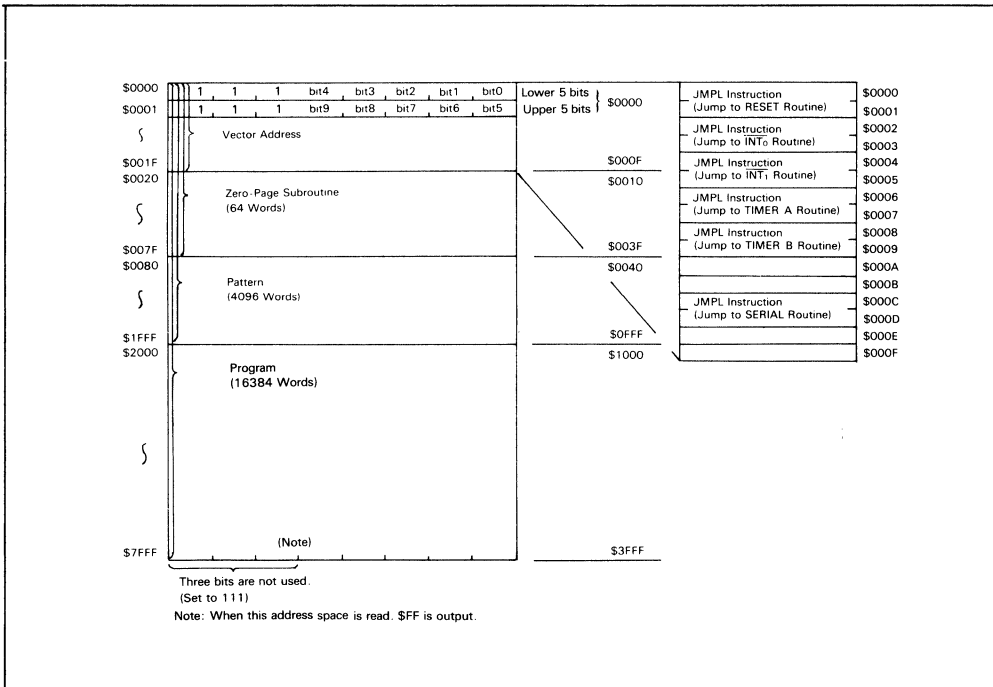 $0000 1 1 1 bit4 bit3 bit2 bit1 bit0 Lower 5 bits
$0001 1 1 1 bit9 bit8 bit7 bit6 bit5 Upper 5 bits
$0000
Vector Address
$001F $000F
$0020 $0010
Zero-Page Subroutine
(64 Words)
$007F $003F
$0080 $0040
Pattern
(4096 Words)
$1FFF $0FFF
$2000 $1000
Program
(16384 Words)
(Note)
$7FFF $3FFF
Three bits are not used.
(Set to 111)
Note: When this address space is read. $FF is output.
JMPL Instruction $0000
(Jump to RESET Routine) $0001
JMPL Instruction $0002
(Jump to INT0 Routine) $0003
JMPL Instruction $0004
(Jump to INT1 Routine) $0005
JMPL Instruction $0006
(Jump to TIMER A Routine) $0007
JMPL Instruction $0008
(Jump to TIMER B Routine) $0009
$000A
$000B
JMPL Instruction $000C
(Jump to SERIAL Routine) $000D
$000E
$000F